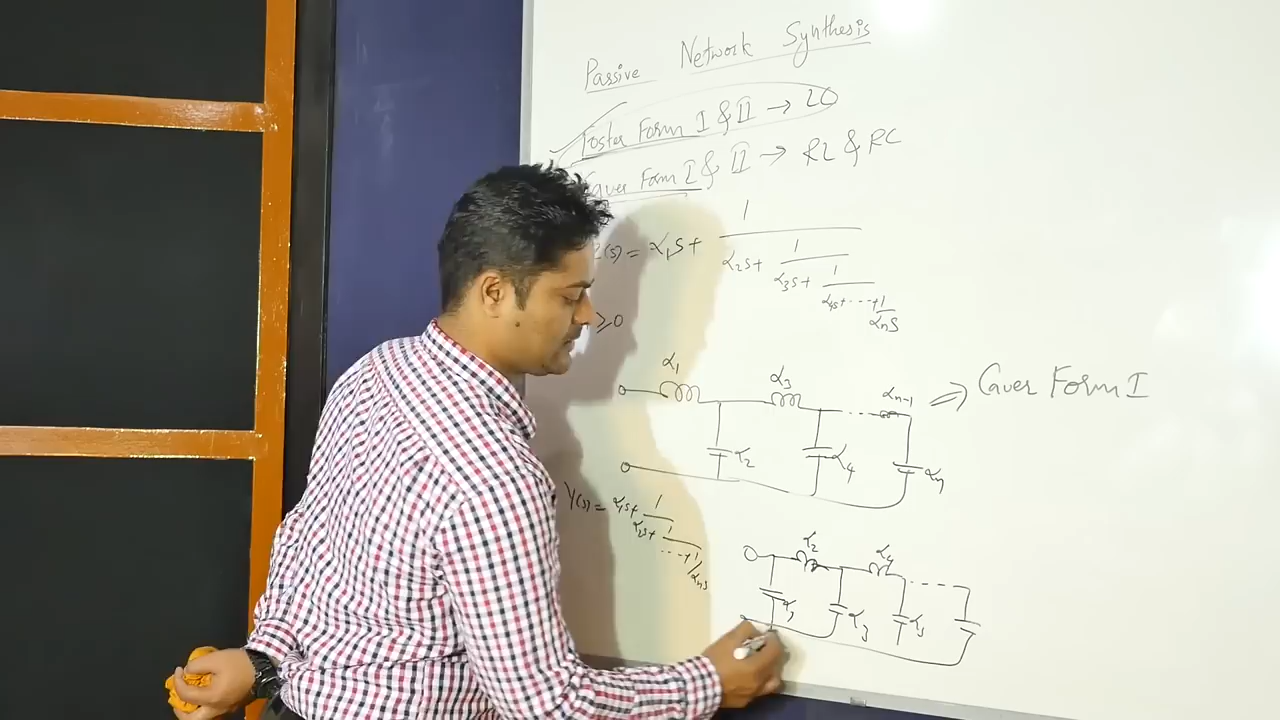 Passive Network Synthesis
Foster Form I & II → LC
Cauer Form I & II → RL & RC
Z(s) = α₁s + 1
α₂s + 1
α₃s + 1
α₄s + ---- + 1
αₙs
≥0
α₁ α₃ αₙ₋₁ ⇒ Cauer Form I
α₂ α₄ αₙ
Y(s) = α₁s + 1
α₂s + 1
---- + 1/αₙs
α₂ α₄
α₁ α₃ α₅